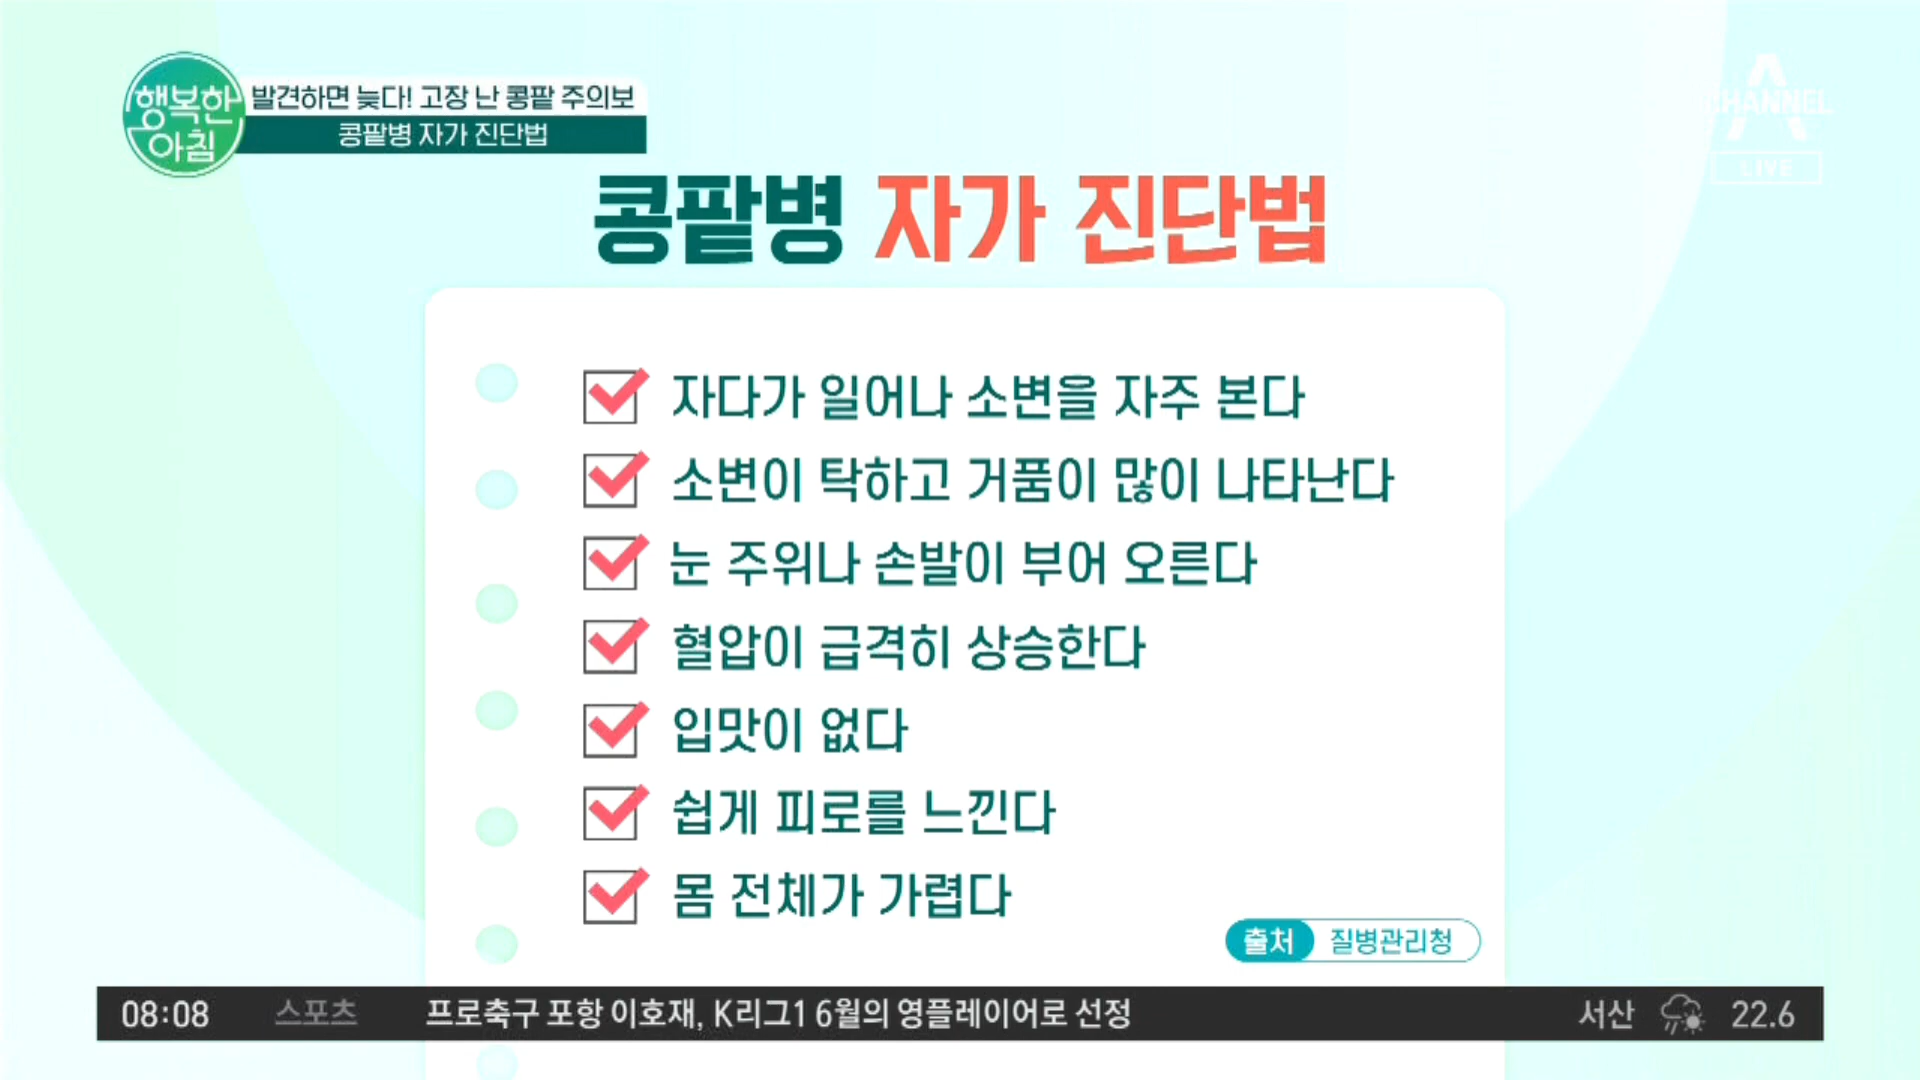 행복한
아침
발견하면 늦다! 고장 난 콩팥 주의보
콩팥병 자가 진단법
CHANNEL A
LIVE
콩팥병 자가 진단법
자다가 일어나 소변을 자주 본다
소변이 탁하고 거품이 많이 나타난다
눈 주위나 손발이 부어 오른다
혈압이 급격히 상승한다
입맛이 없다
쉽게 피로를 느낀다
몸 전체가 가렵다
출처 질병관리청
08:08 스포츠 프로축구 포항 이호재, K리그1 6월의 영플레이어로 선정 서산 22.6